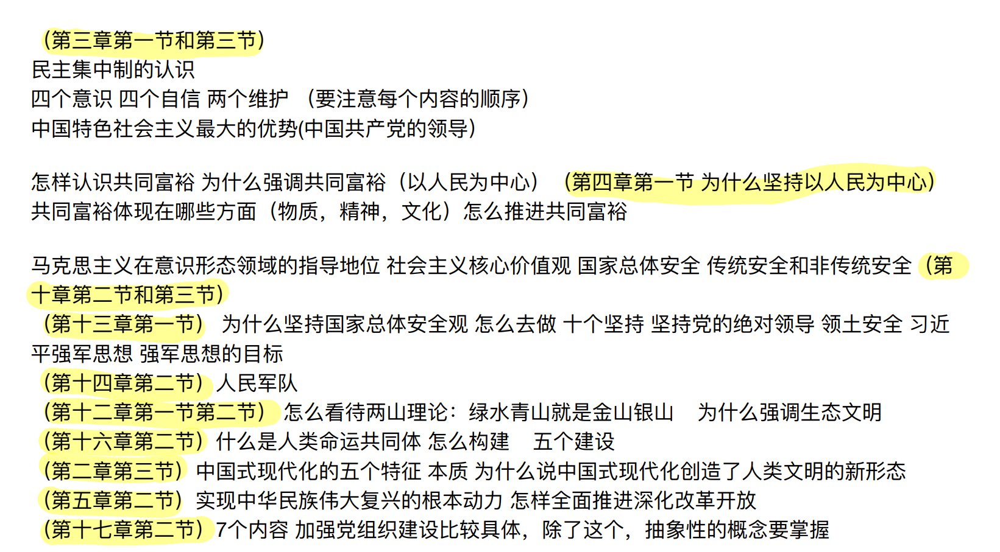 （第三章第一节和第三节）
民主集中制的认识
四个意识 四个自信 两个维护 （要注意每个内容的顺序）
中国特色社会主义最大的优势(中国共产党的领导）
怎样认识共同富裕 为什么强调共同富裕（以人民为中心） （第四章第一节 为什么坚持以人民为中心）
共同富裕体现在哪些方面（物质，精神，文化）怎么推进共同富裕
马克思主义在意识形态领域的指导地位 社会主义核心价值观 国家总体安全 传统安全和非传统安全（第
十章第二节和第三节）
（第十三章第一节） 为什么坚持国家总体安全观 怎么去做 十个坚持 坚持党的绝对领导 领土安全 习近
平强军思想 强军思想的目标
（第十四章第二节）人民军队
（第十二章第一节第二节）怎么看待两山理论：绿水青山就是金山银山 为什么强调生态文明
（第十六章第二节）什么是人类命运共同体 怎么构建 五个建设
（第二章第三节）中国式现代化的五个特征 本质 为什么说中国式现代化创造了人类文明的新形态
（第五章第二节）实现中华民族伟大复兴的根本动力 怎样全面推进深化改革开放
（第十七章第二节）7个内容 加强党组织建设比较具体，除了这个，抽象性的概念要掌握